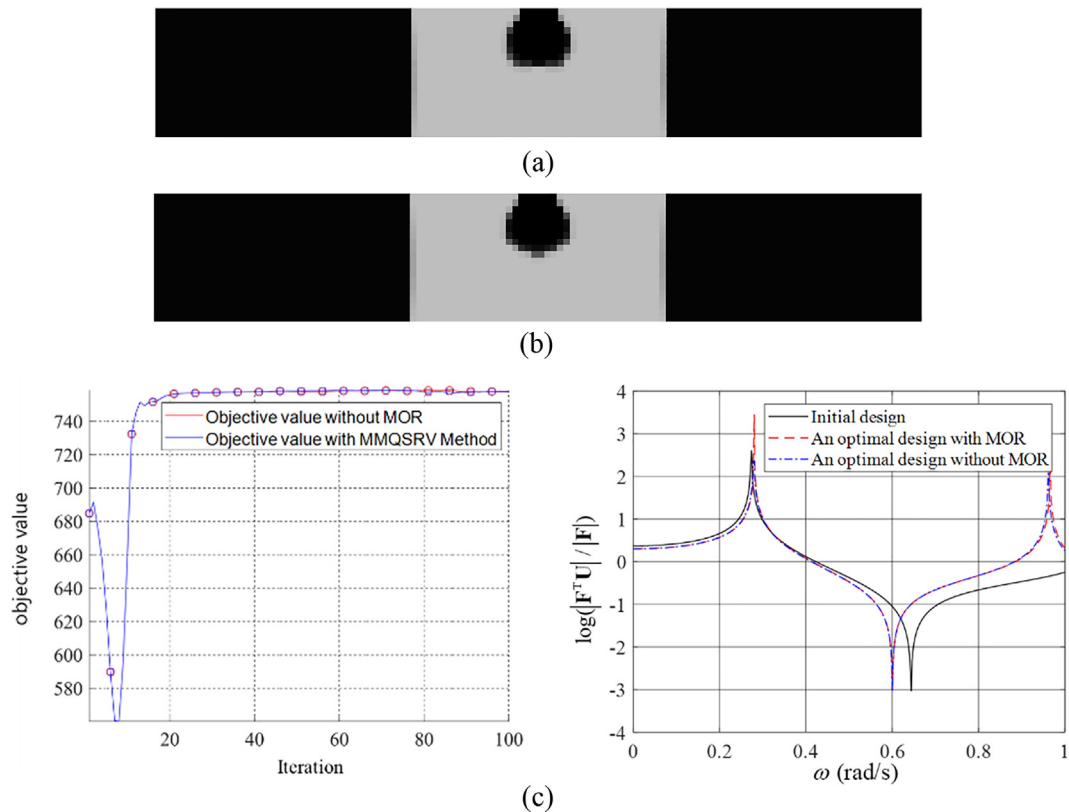 (a)
(b)
objective value
740
720
700
680
660
640
620
600
580
0
20
40
60
80
100
Iteration
Objective value without MOR
Objective value with MMQSRV Method
log(|FᵀU| / |F|)
4
3
2
1
0
-1
-2
-3
-4
0
0.2
0.4
0.6
0.8
1
ω (rad/s)
Initial design
An optimal design with MOR
An optimal design without MOR
(c)